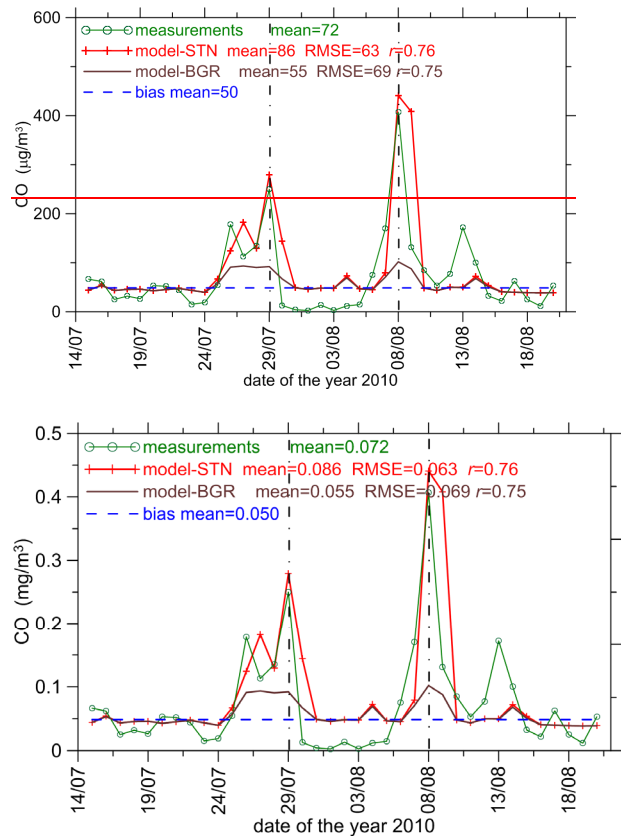 600
400
200
0
CO (µg/m³)
measurements mean=72
model-STN mean=86 RMSE=63 r=0.76
model-BGR mean=55 RMSE=69 r=0.75
bias mean=50
14/07
19/07
24/07
29/07
03/08
08/08
13/08
18/08
date of the year 2010
0.5
0.4
0.3
0.2
0.1
0
CO (mg/m³)
measurements mean=0.072
model-STN mean=0.086 RMSE=0.063 r=0.76
model-BGR mean=0.055 RMSE=0.069 r=0.75
bias mean=0.050
14/07
19/07
24/07
29/07
03/08
08/08
13/08
18/08
date of the year 2010